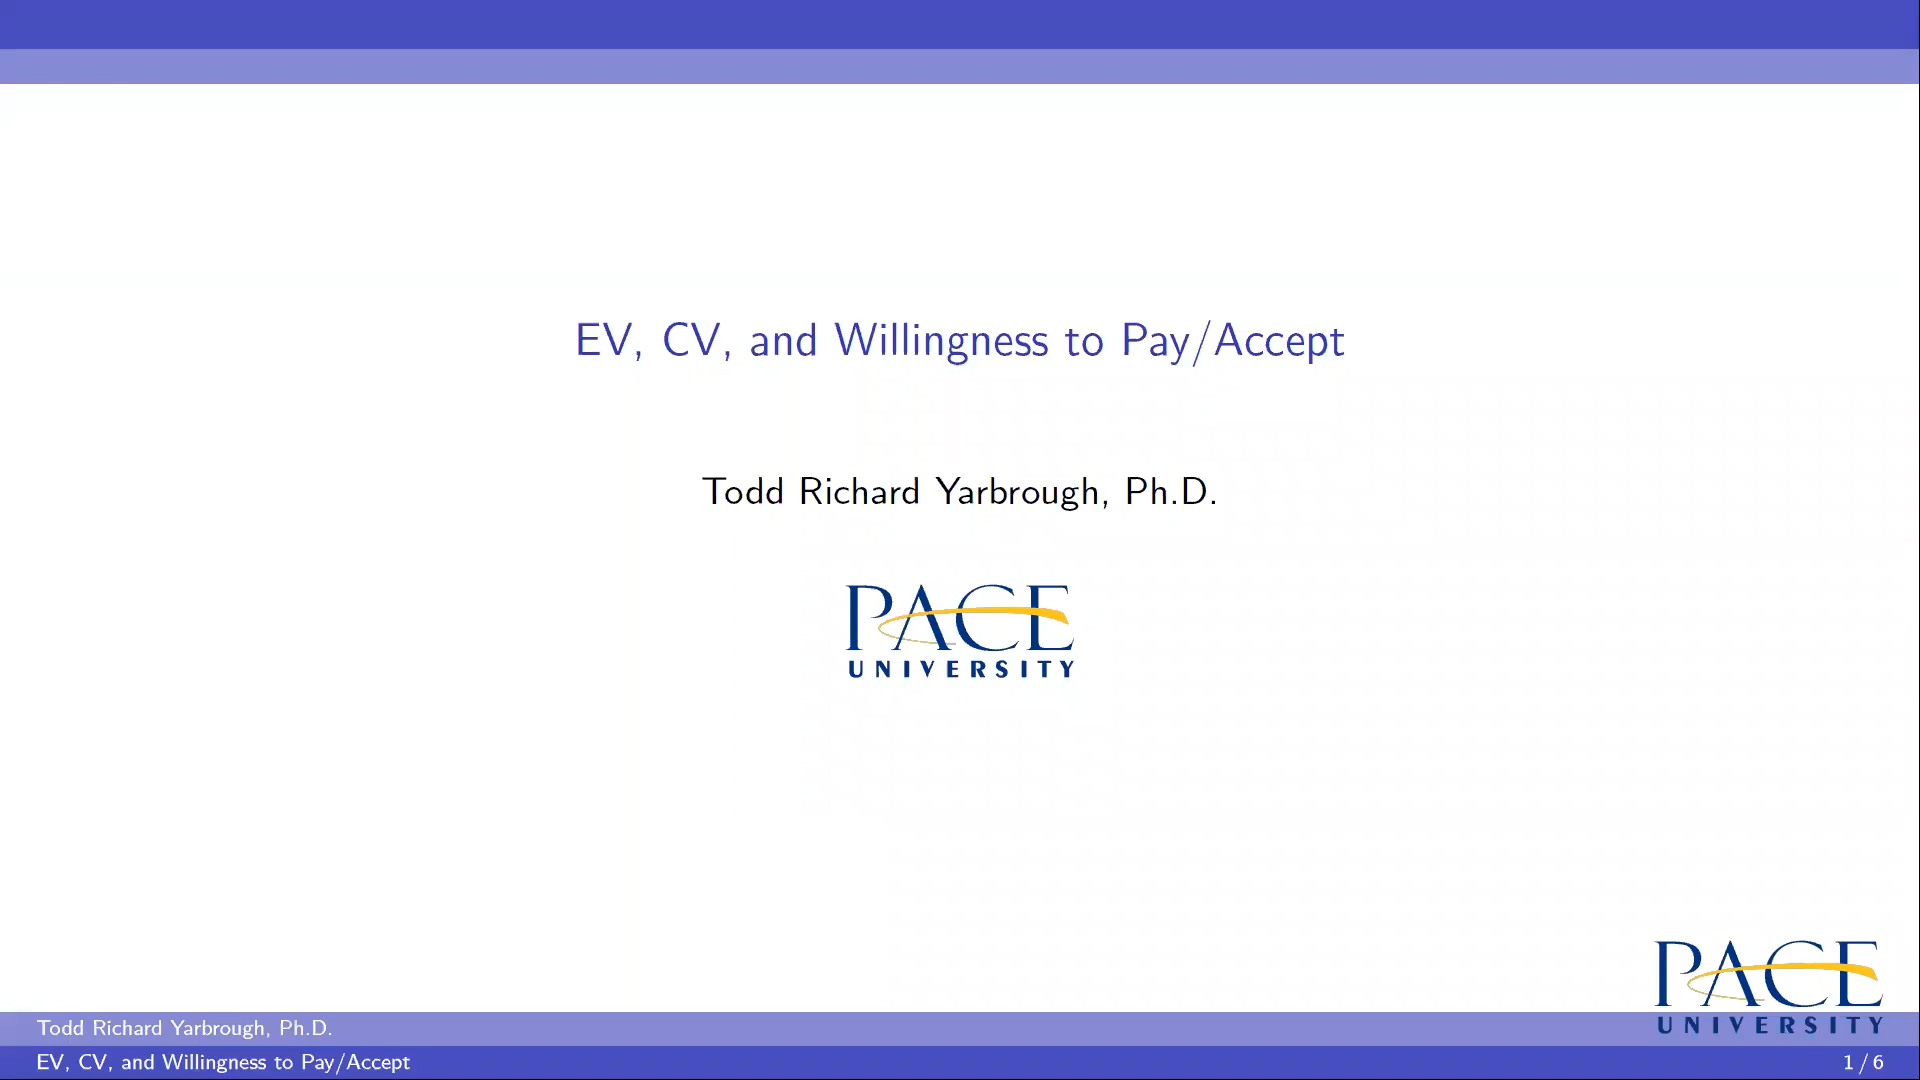 EV, CV, and Willingness to Pay/Accept
Todd Richard Yarbrough, Ph.D.
PACE
UNIVERSITY
PACE
UNIVERSITY
Todd Richard Yarbrough, Ph.D.
EV, CV, and Willingness to Pay/Accept
1 / 6